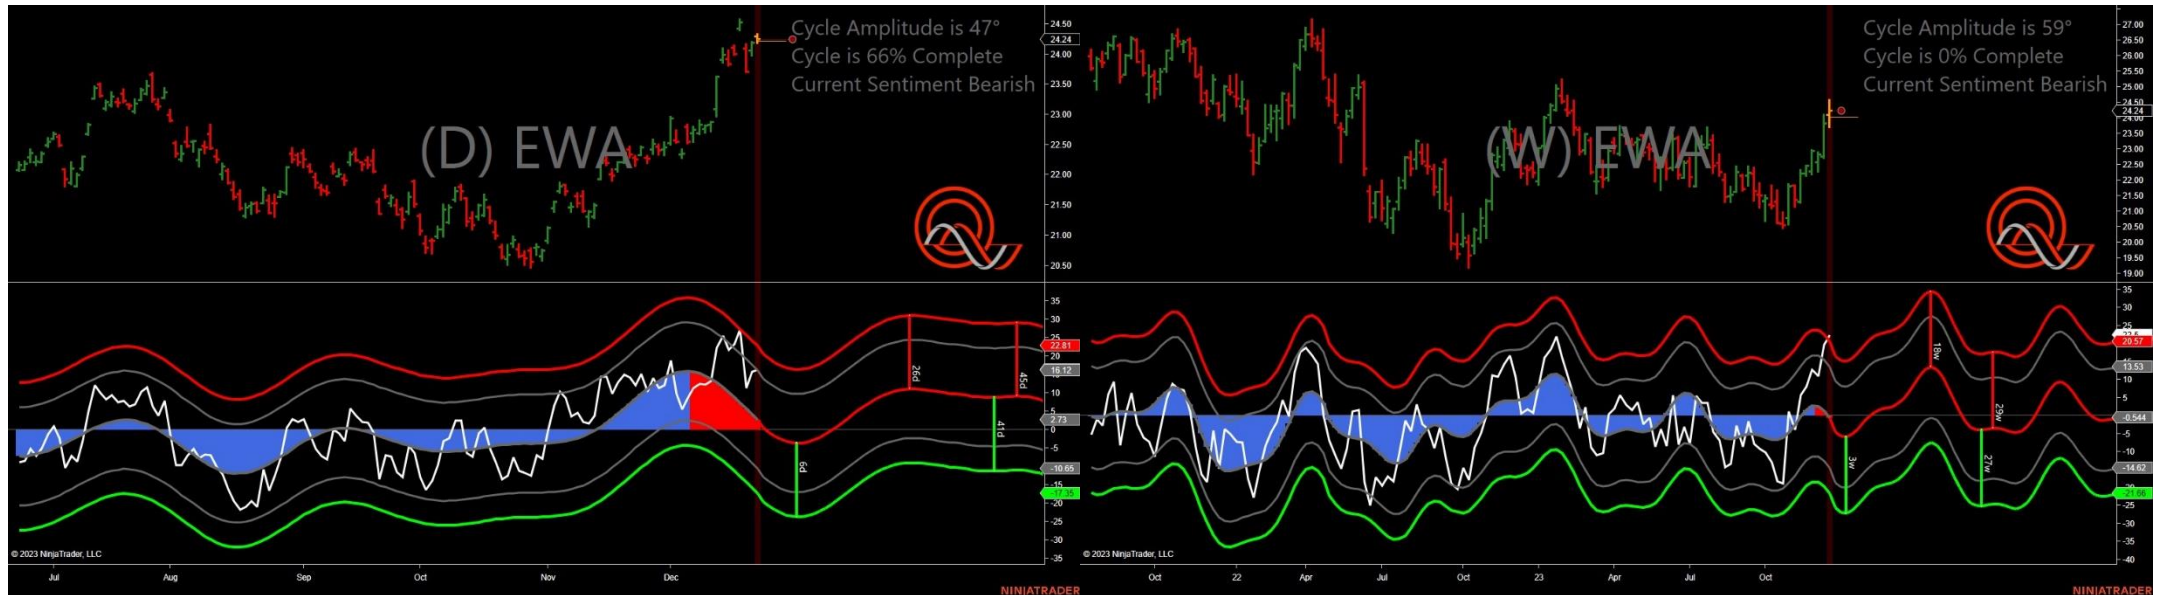 Cycle Amplitude is 47°
Cycle is 66% Complete
Current Sentiment Bearish
(D) EWA
24.50
24.24
24.00
23.50
23.00
22.50
22.00
21.50
21.00
20.50
35
30
25
22.81
20
16.12
10
5
2.73
0
-5
-10.65
-15
-17.35
-20
-25
-30
-35
26d
45d
41d
6d
© 2023 NinjaTrader, LLC
Jul
Aug
Sep
Oct
Nov
Dec
NINJATRADER
Cycle Amplitude is 59°
Cycle is 0% Complete
Current Sentiment Bearish
(W) EWA
27.00
26.50
26.00
25.50
25.00
24.50
24.24
24.00
23.50
23.00
22.50
22.00
21.50
21.00
20.50
20.00
19.50
19.00
35
30
25
20.57
13.53
10
5
-0.544
-5
-10
-14.62
-21.66
-25
-30
-35
-40
18w
29w
27w
3w
© 2023 NinjaTrader, LLC
Oct
22
Apr
Jul
Oct
23
Apr
Jul
Oct
NINJATRADER